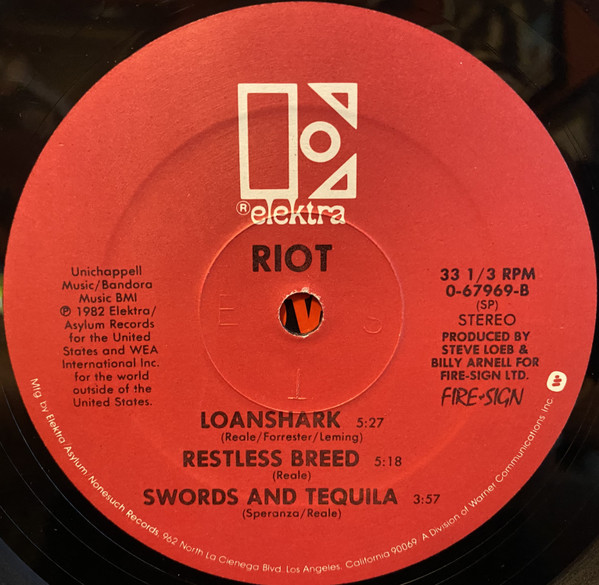 ® elektra
RIOT
Unichappell
Music/Bandora
Music BMI
℗ 1982 Elektra/
Asylum Records
for the United
States and WEA
International Inc.
for the world
outside of the
United States.
33 1/3 RPM
0-67969-B
(SP)
STEREO
PRODUCED BY
STEVE LOEB &
BILLY ARNELL FOR
FIRE-SIGN LTD.
FIRE SIGN
E S
T
LOANSHARK 5:27
(Reale/Forrester/Leming)
RESTLESS BREED 5:18
(Reale)
SWORDS AND TEQUILA 3:57
(Speranza/Reale)
Mfg. by Elektra/Asylum/Nonesuch Records, 962 North La Cienega Blvd., Los Angeles, California 90069 · A Division of Warner Communications Inc.